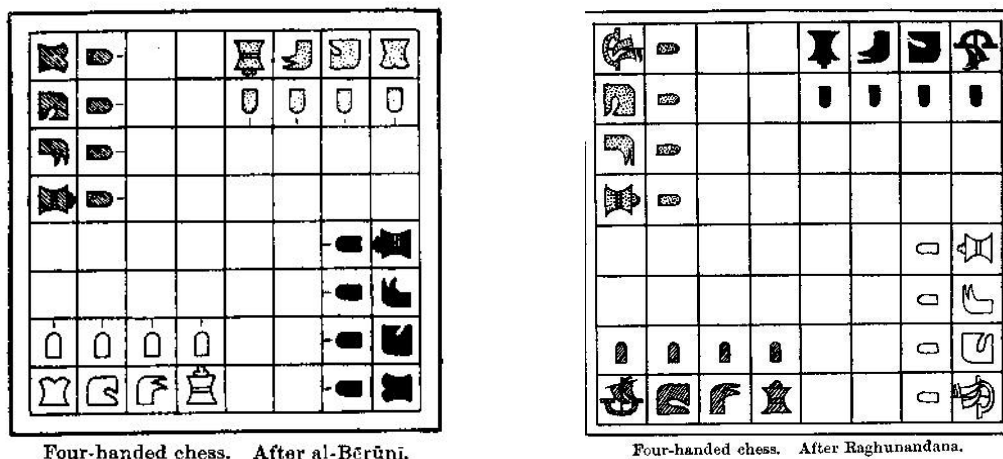 Four-handed chess. After al-Bērūnī.
Four-handed chess. After Raghunandana.